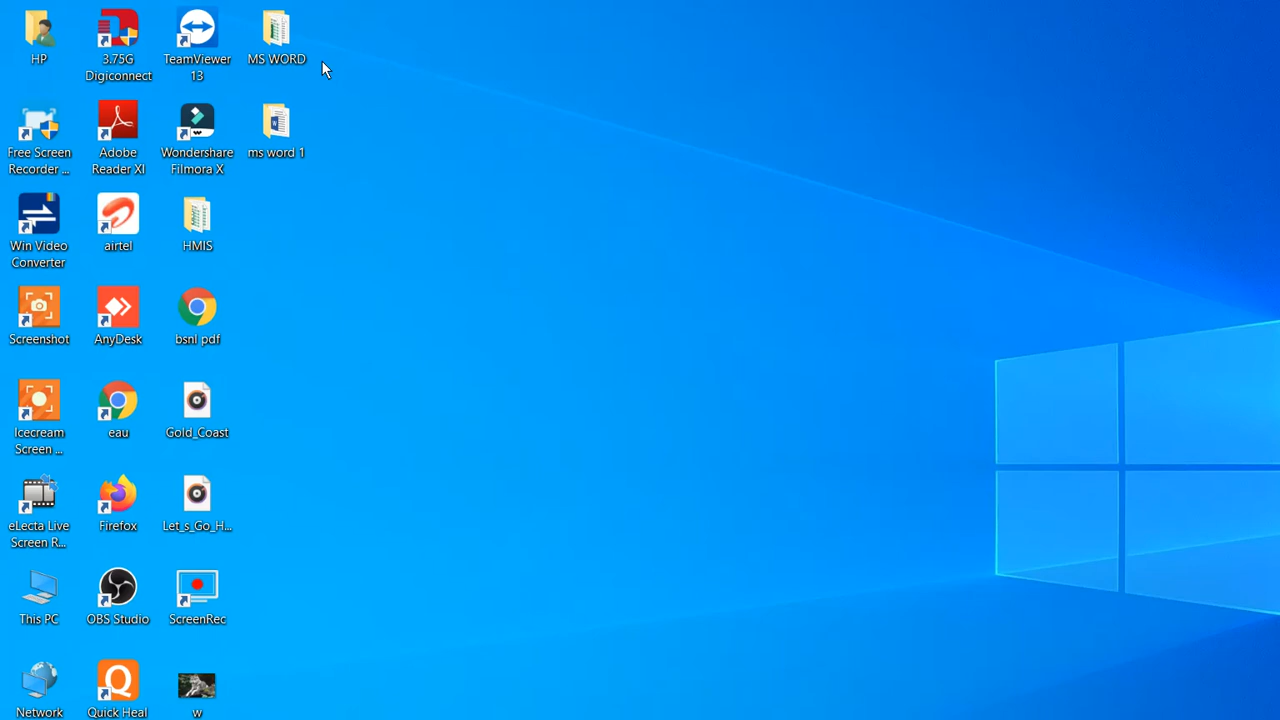 HP
3.75G
Digiconnect
TeamViewer
13
MS WORD
Free Screen
Recorder ...
Adobe
Reader XI
Wondershare
Filmora X
ms word 1
Win Video
Converter
airtel
HMIS
Screenshot
AnyDesk
bsnl pdf
Icecream
Screen ...
eau
Gold_Coast
eLecta Live
Screen R...
Firefox
Let_s_Go_H...
This PC
OBS Studio
ScreenRec
Network
Quick Heal
w